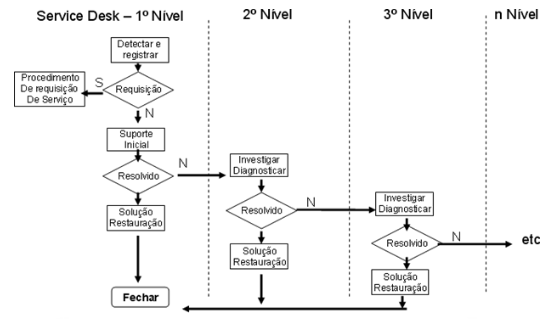 Service Desk – 1º Nível
2º Nível
3º Nível
n Nível
Detectar e
registrar
Procedimento
De requisição
De Serviço
S
Requisição
N
Suporte
Inicial
Resolvido
N
Solução
Restauração
Fechar
Investigar
Diagnosticar
Resolvido
N
Solução
Restauração
Investigar
Diagnosticar
Resolvido
N
etc
Solução
Restauração